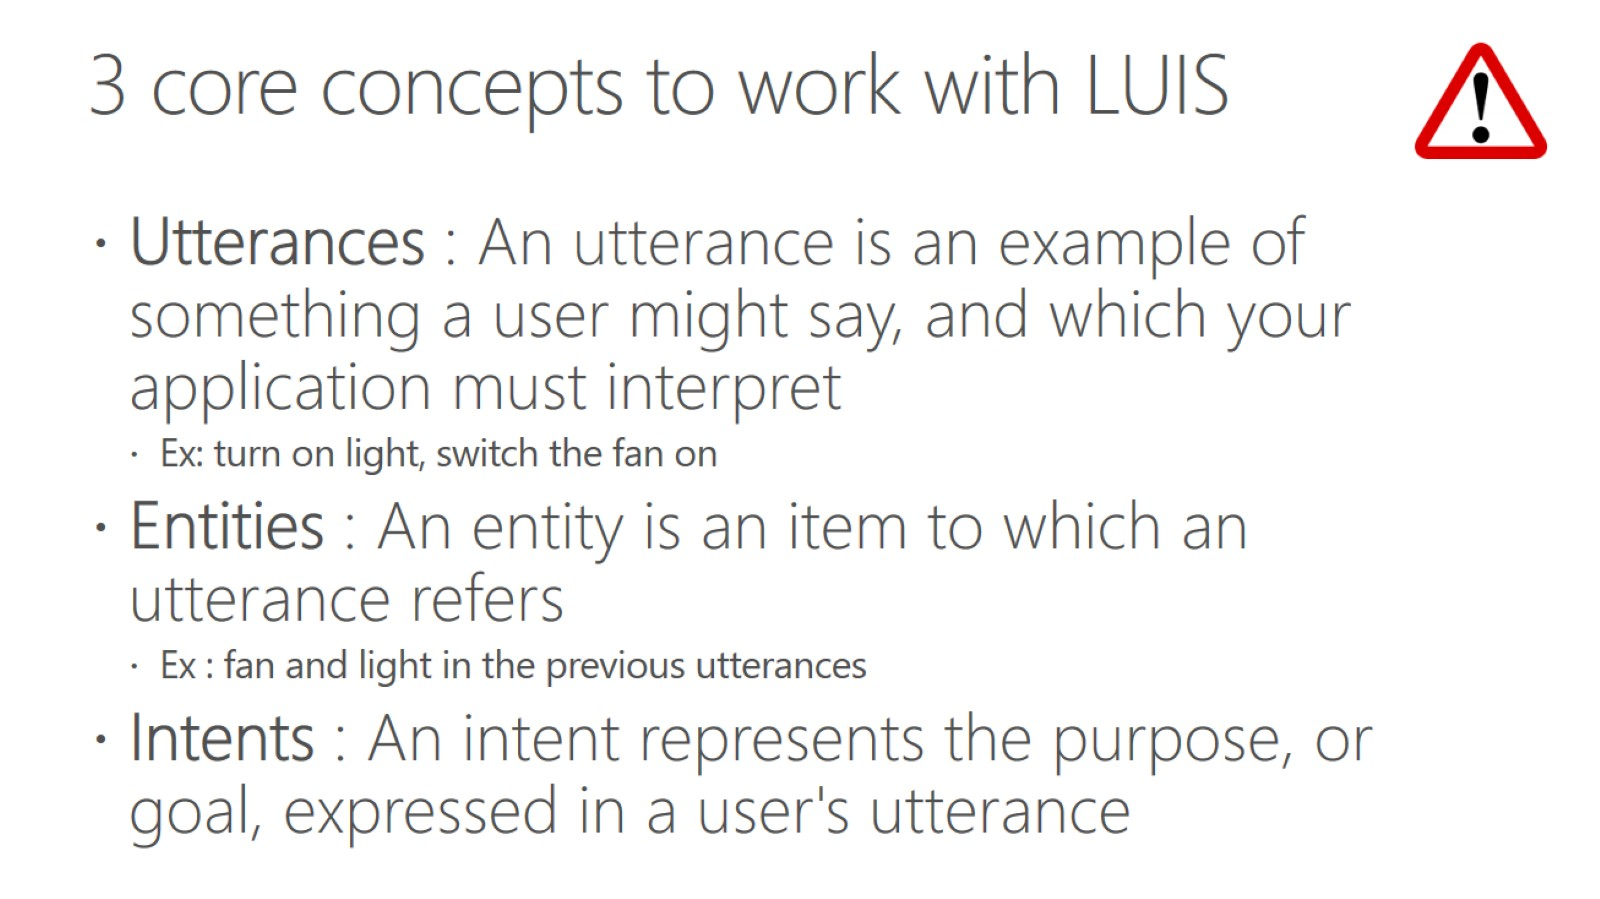 3 core concepts to work with LUIS
· Utterances : An utterance is an example of
something a user might say, and which your
application must interpret
· Ex: turn on light, switch the fan on
· Entities : An entity is an item to which an
utterance refers
· Ex : fan and light in the previous utterances
· Intents : An intent represents the purpose, or
goal, expressed in a user's utterance